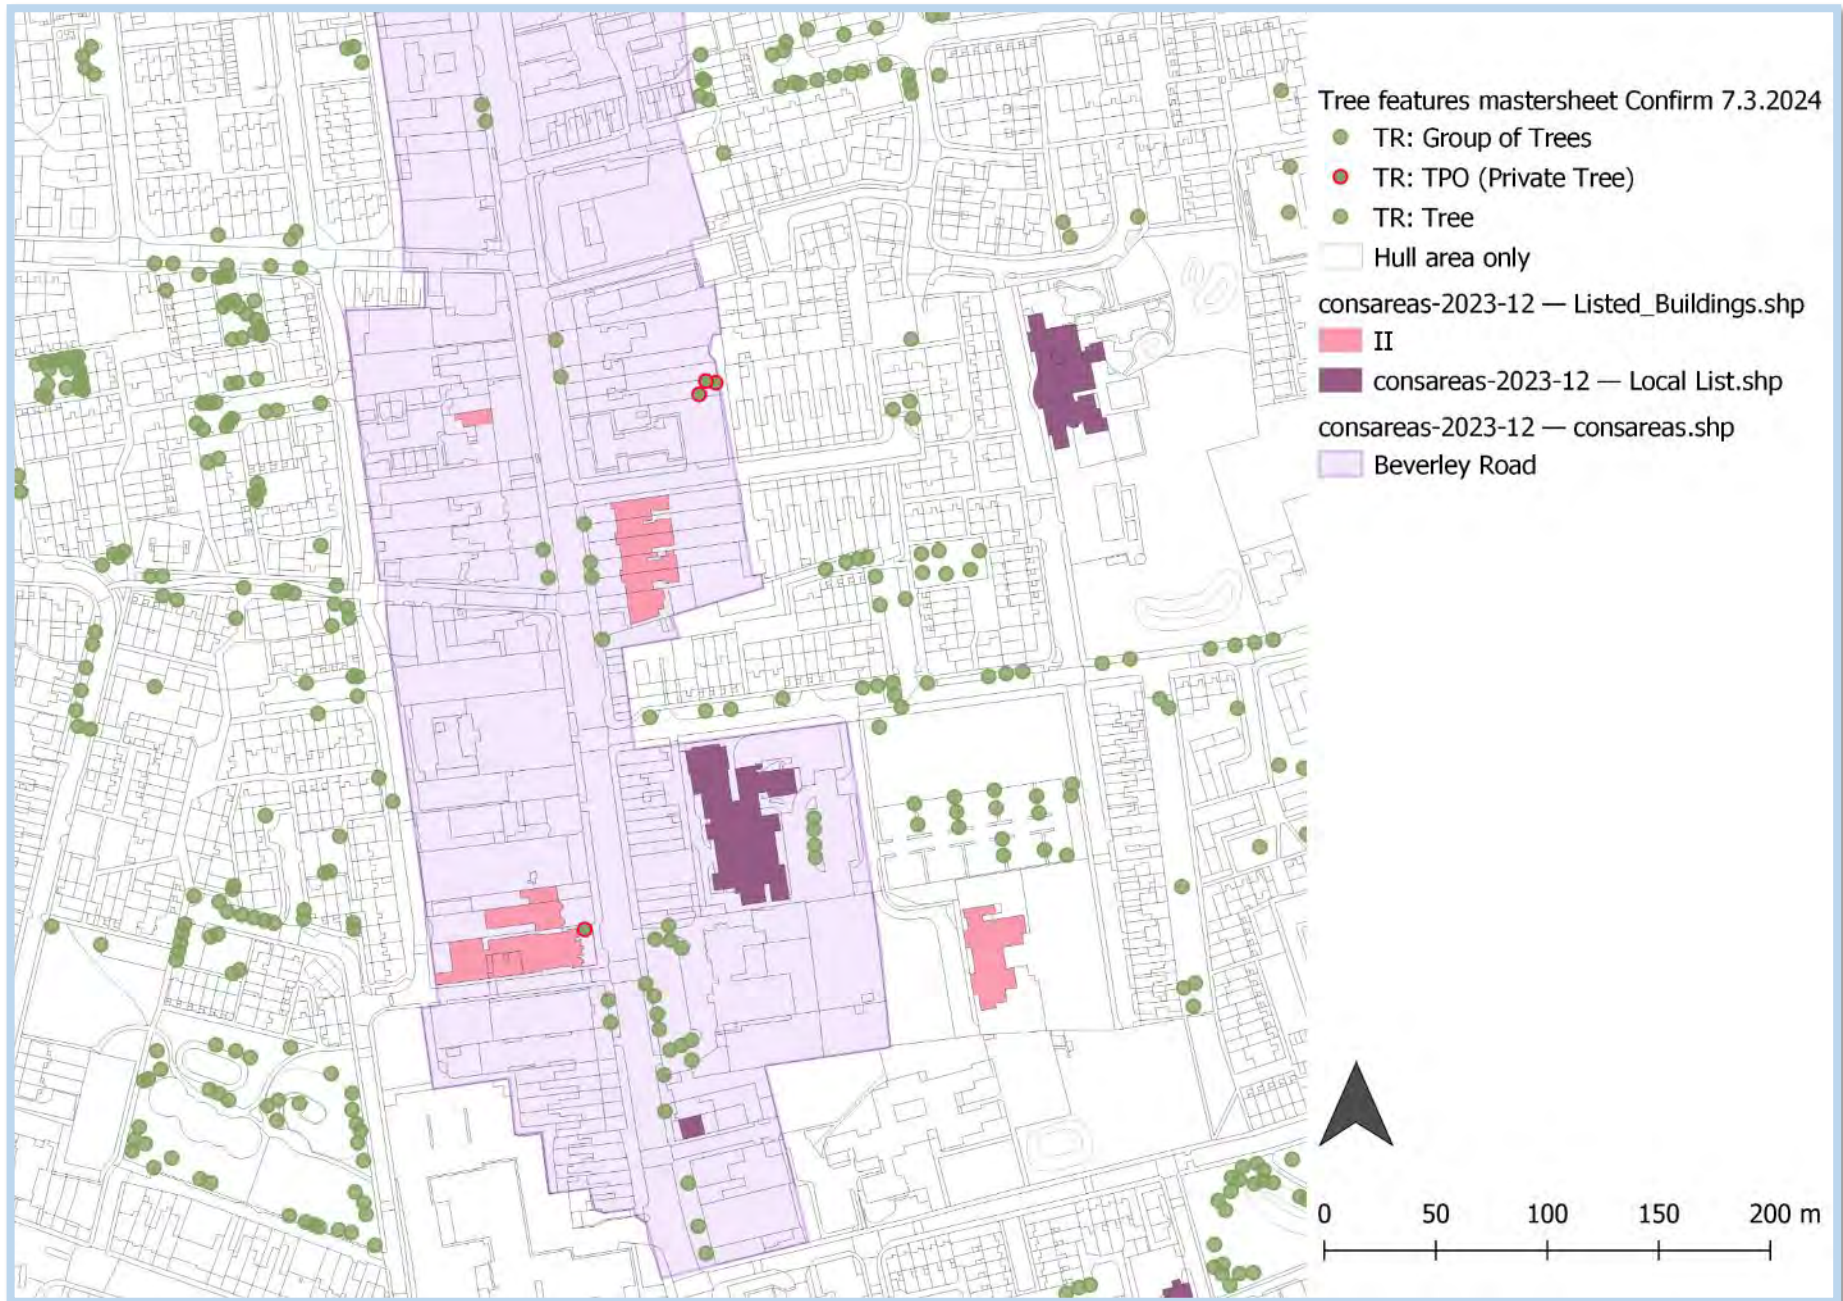 Tree features mastersheet Confirm 7.3.2024
TR: Group of Trees
TR: TPO (Private Tree)
TR: Tree
Hull area only
consareas-2023-12 — Listed_Buildings.shp
II
consareas-2023-12 — Local List.shp
consareas-2023-12 — consareas.shp
Beverley Road
0 50 100 150 200 m